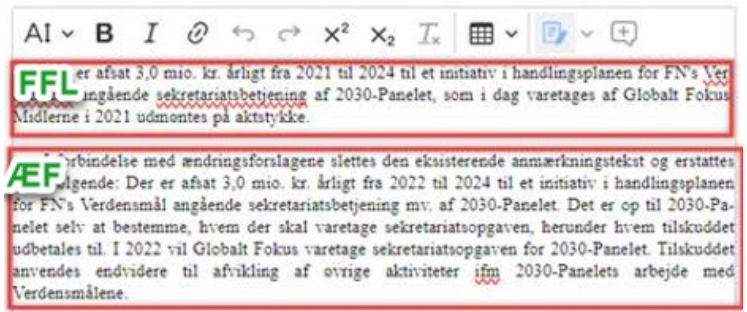 AI B I X² X₂ Tx
FFL er afsat 3,0 mio. kr. årligt fra 2021 til 2024 til et initiativ i handlingsplanen for FN's Ver
angående sekretariatsbetjening af 2030-Panelet, som i dag varetages af Globalt Fokus
Midlerne i 2021 udmøntes på aktstykke.
forbindelse med ændringsforslagene slettes den eksisterende anmærkningstekst og erstattes
ÆF følgende: Der er afsat 3,0 mio. kr. årligt fra 2022 til 2024 til et initiativ i handlingsplanen
for FN's Verdensmål angående sekretariatsbetjening mv. af 2030-Panelet. Det er op til 2030-Pa-
nelet selv at bestemme, hvem der skal varetage sekretariatsopgaven, herunder hvem tilskuddet
udbetales til. I 2022 vil Globalt Fokus varetage sekretariatsopgaven for 2030-Panelet. Tilskuddet
anvendes endvidere til afvikling af øvrige aktiviteter ifm 2030-Panelets arbejde med
Verdensmålene.